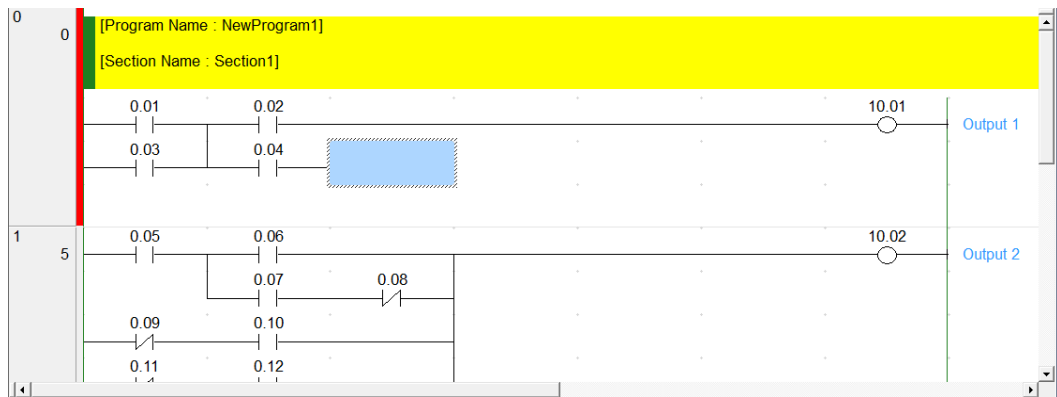 0
0
[Program Name : NewProgram1]
[Section Name : Section1]
0.01 0.02 10.01
Output 1
0.03 0.04
1
5
0.05 0.06 10.02
Output 2
0.07 0.08
0.09 0.10
0.11 0.12